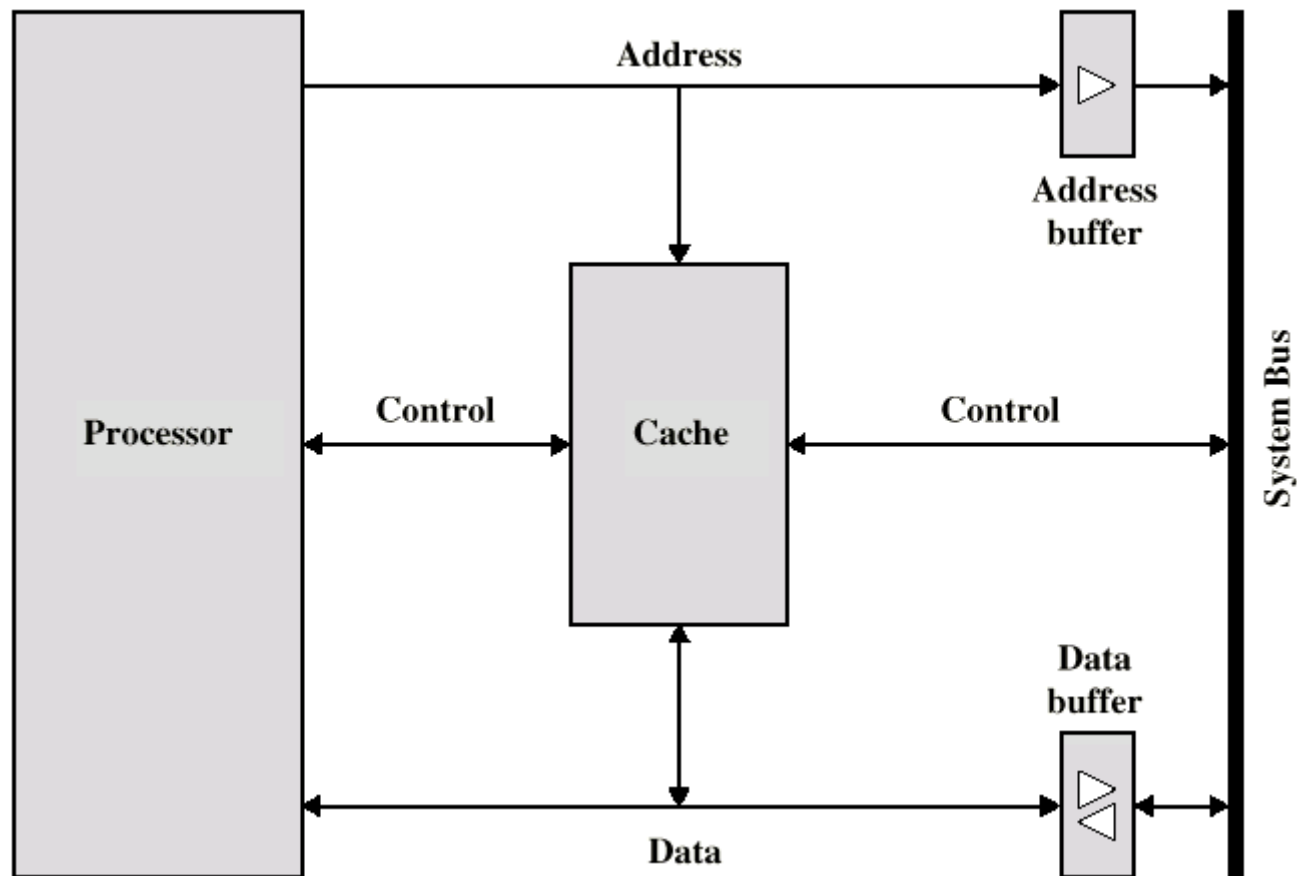 Address
Address
buffer
Processor
Control
Cache
Control
System Bus
Data
buffer
Data